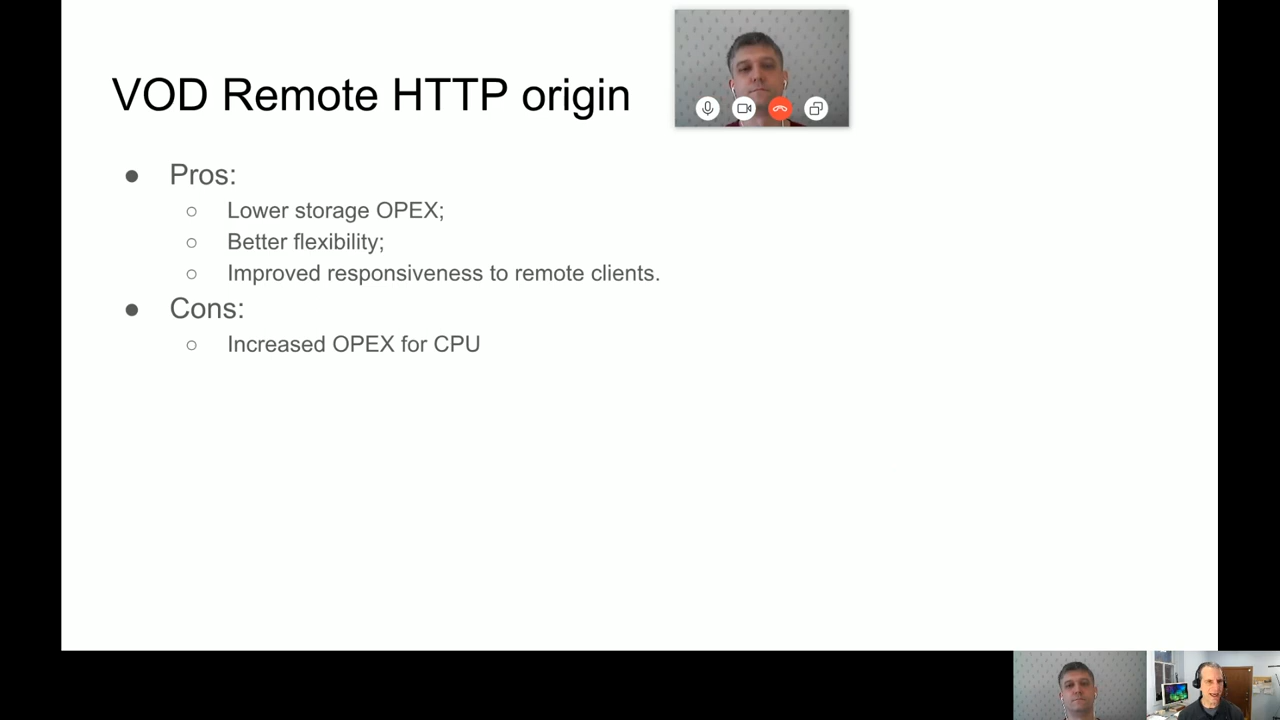 VOD Remote HTTP origin
● Pros:
○ Lower storage OPEX;
○ Better flexibility;
○ Improved responsiveness to remote clients.
● Cons:
○ Increased OPEX for CPU